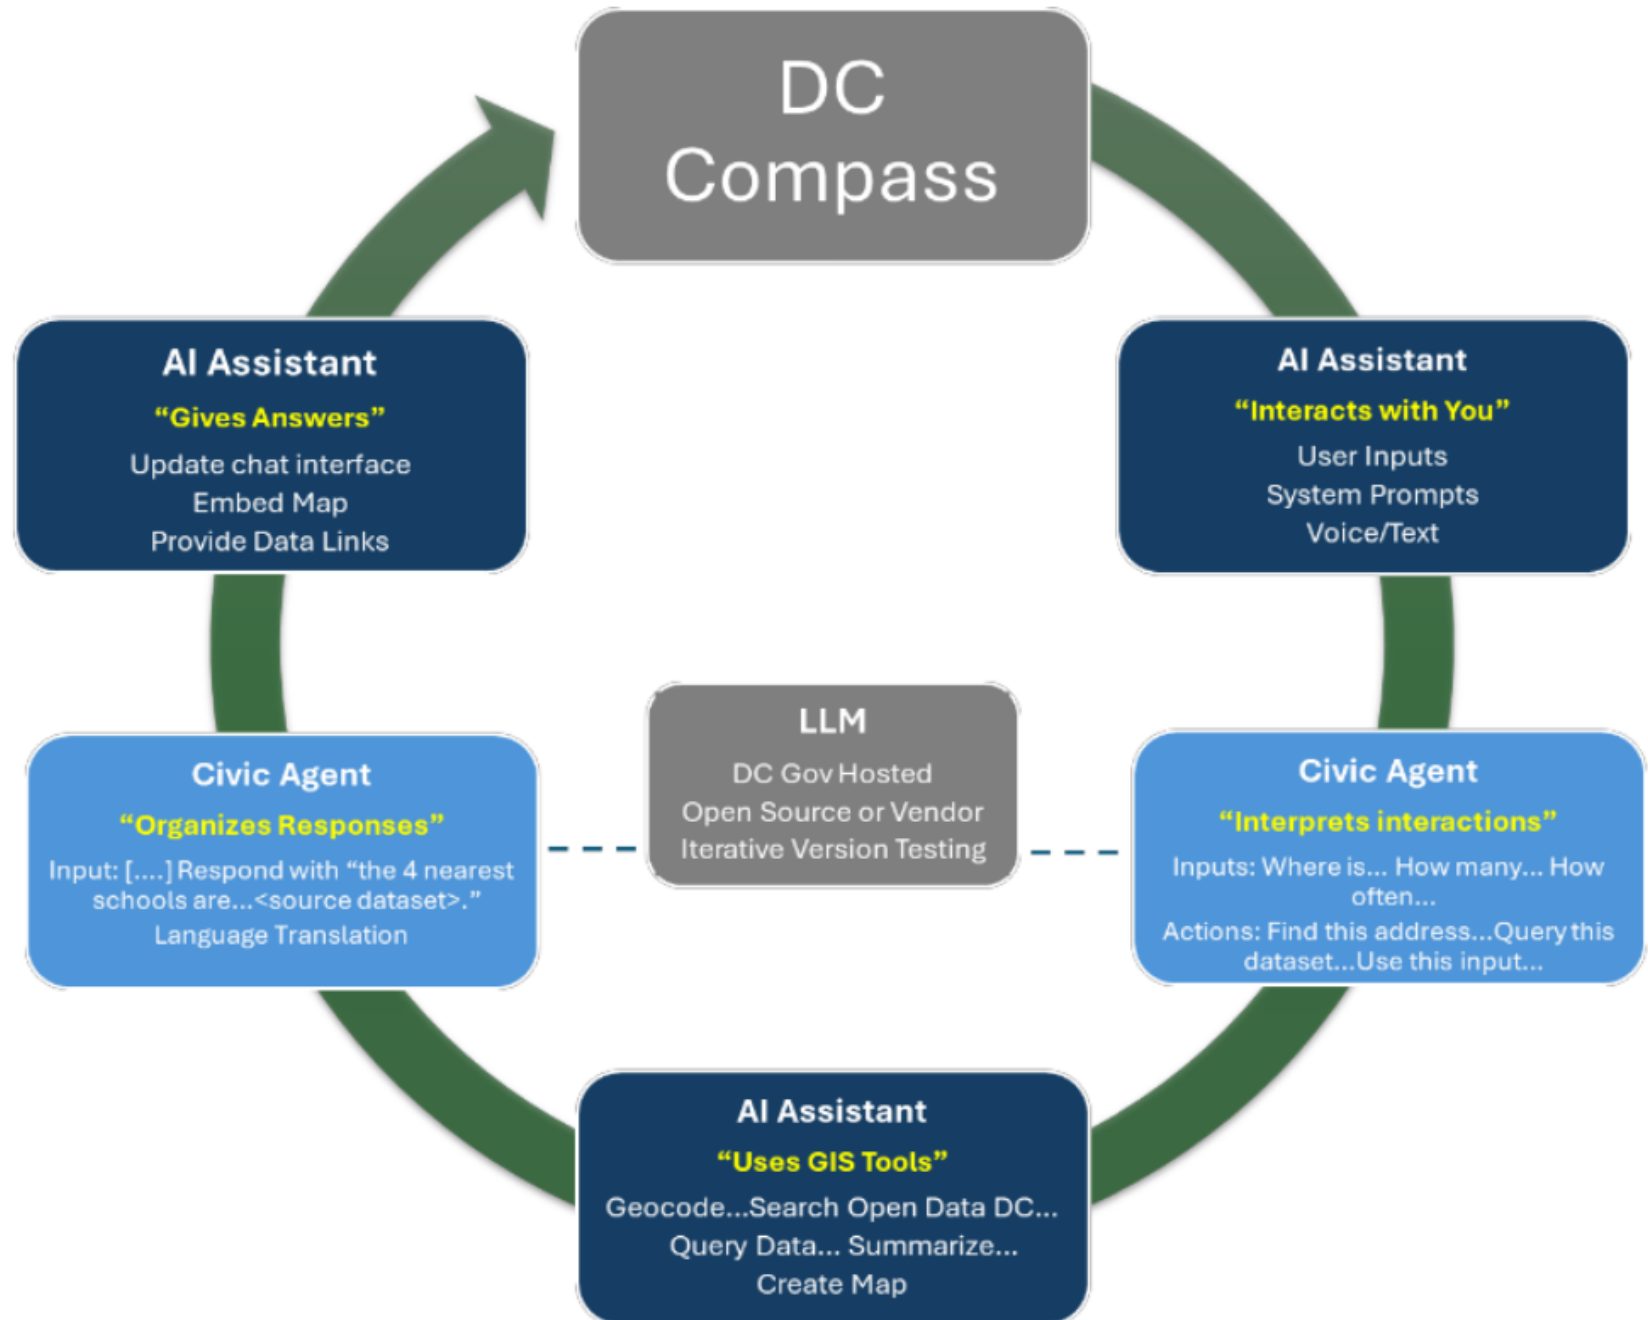 DC
Compass
AI Assistant
“Interacts with You”
User Inputs
System Prompts
Voice/Text
Civic Agent
“Interprets interactions”
Inputs: Where is... How many... How
often...
Actions: Find this address...Query this
dataset...Use this input...
AI Assistant
“Uses GIS Tools”
Geocode...Search Open Data DC...
Query Data... Summarize...
Create Map
Civic Agent
“Organizes Responses”
Input: [....] Respond with “the 4 nearest
schools are...<source dataset>.”
Language Translation
AI Assistant
“Gives Answers”
Update chat interface
Embed Map
Provide Data Links
LLM
DC Gov Hosted
Open Source or Vendor
Iterative Version Testing